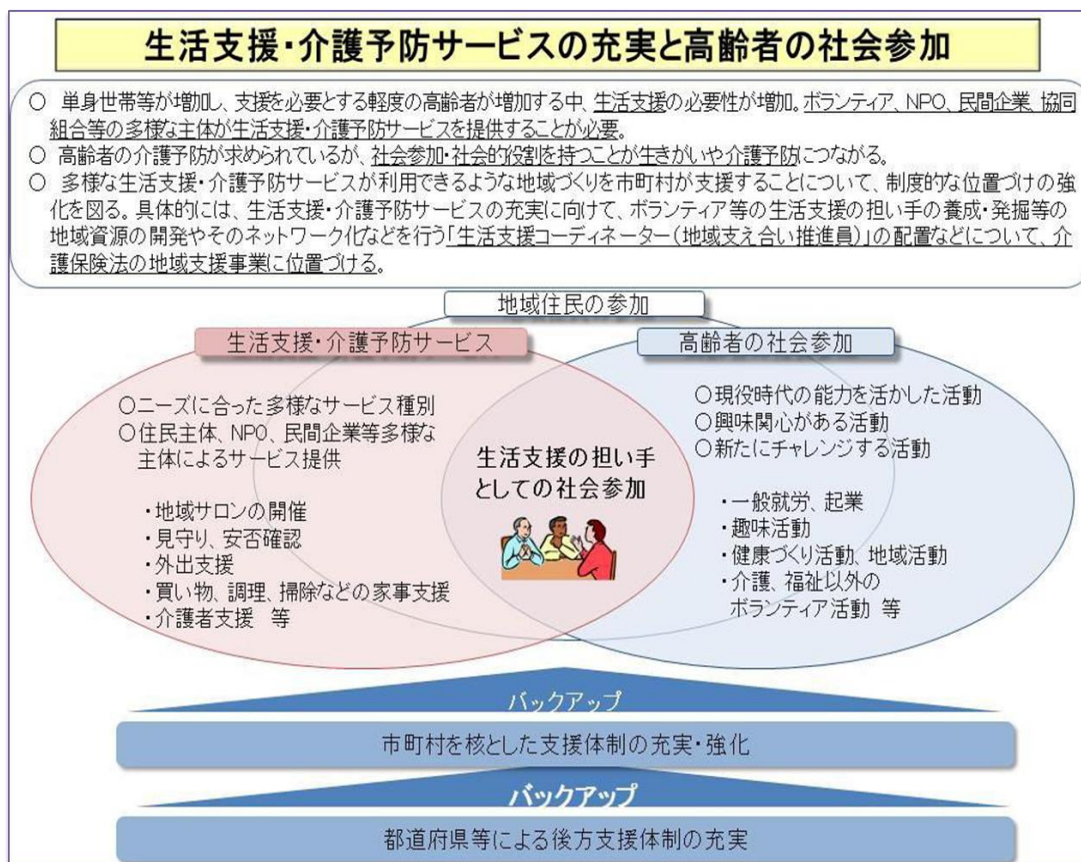 生活支援・介護予防サービスの充実と高齢者の社会参加
○ 単身世帯等が増加し、支援を必要とする軽度の高齢者が増加する中、生活支援の必要性が増加。ボランティア、NPO、民間企業、協同
組合等の多様な主体が生活支援・介護予防サービスを提供することが必要。
○ 高齢者の介護予防が求められているが、社会参加・社会的役割を持つことが生きがいや介護予防につながる。
○ 多様な生活支援・介護予防サービスが利用できるような地域づくりを市町村が支援することについて、制度的な位置づけの強
化を図る。具体的には、生活支援・介護予防サービスの充実に向けて、ボランティア等の生活支援の担い手の養成・発掘等の
地域資源の開発やそのネットワーク化などを行う「生活支援コーディネーター（地域支え合い推進員）」の配置などについて、介
護保険法の地域支援事業に位置づける。
地域住民の参加
生活支援・介護予防サービス
○ニーズに合った多様なサービス種別
○住民主体、NPO、民間企業等多様な
主体によるサービス提供
・地域サロンの開催
・見守り、安否確認
・外出支援
・買い物、調理、掃除などの家事支援
・介護者支援 等
生活支援の担い手
としての社会参加
高齢者の社会参加
○現役時代の能力を活かした活動
○興味関心がある活動
○新たにチャレンジする活動
・一般就労、起業
・趣味活動
・健康づくり活動、地域活動
・介護、福祉以外の
ボランティア活動 等
バックアップ
市町村を核とした支援体制の充実・強化
バックアップ
都道府県等による後方支援体制の充実